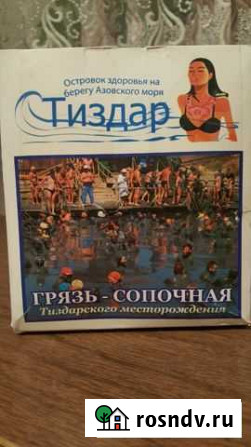 Островок здоровья на
берегу Азовского моря
Тиздар
ГРЯЗЬ - СОПОЧНАЯ
Тиздарского месторождения
rosndv.ru